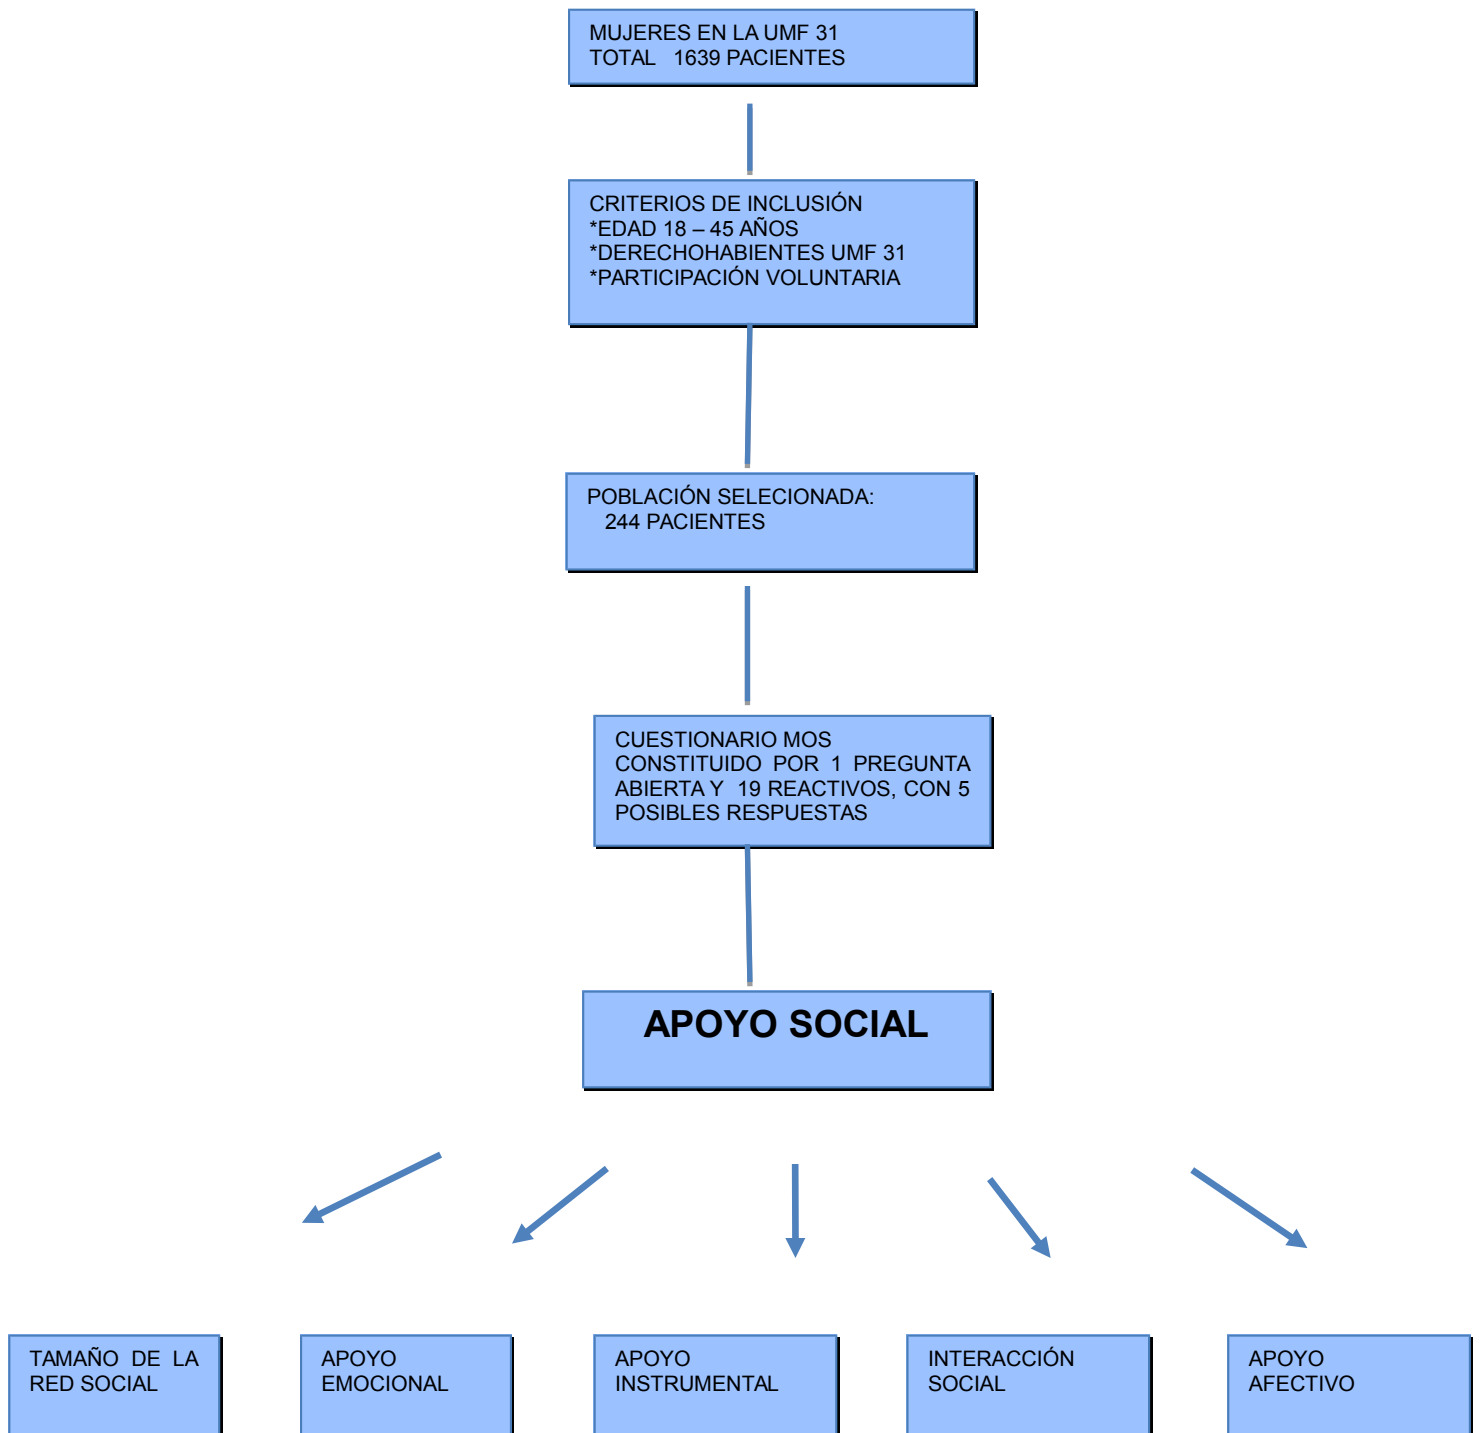 MUJERES EN LA UMF 31
TOTAL 1639 PACIENTES
CRITERIOS DE INCLUSIÓN
*EDAD 18 – 45 AÑOS
*DERECHOHABIENTES UMF 31
*PARTICIPACIÓN VOLUNTARIA
POBLACIÓN SELECIONADA:
244 PACIENTES
CUESTIONARIO MOS
CONSTITUIDO POR 1 PREGUNTA
ABIERTA Y 19 REACTIVOS, CON 5
POSIBLES RESPUESTAS
APOYO SOCIAL
TAMAÑO DE LA
RED SOCIAL
APOYO
EMOCIONAL
APOYO
INSTRUMENTAL
INTERACCIÓN
SOCIAL
APOYO
AFECTIVO